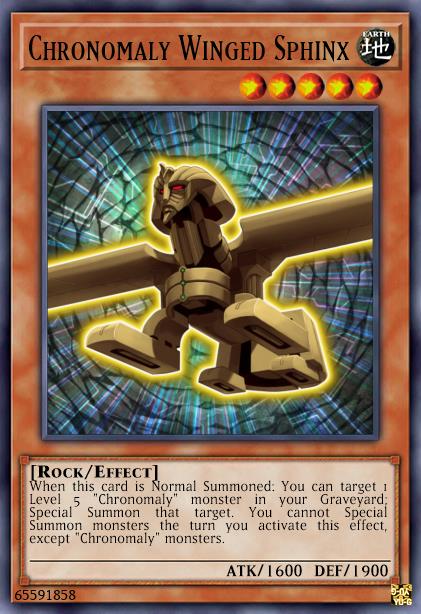 CHRONOMALY WINGED SPHINX
EARTH
地
[ROCK/EFFECT]
When this card is Normal Summoned: You can target 1
Level 5 "Chronomaly" monster in your Graveyard;
Special Summon that target. You cannot Special
Summon monsters the turn you activate this effect,
except "Chronomaly" monsters.
ATK/1600 DEF/1900
65591858